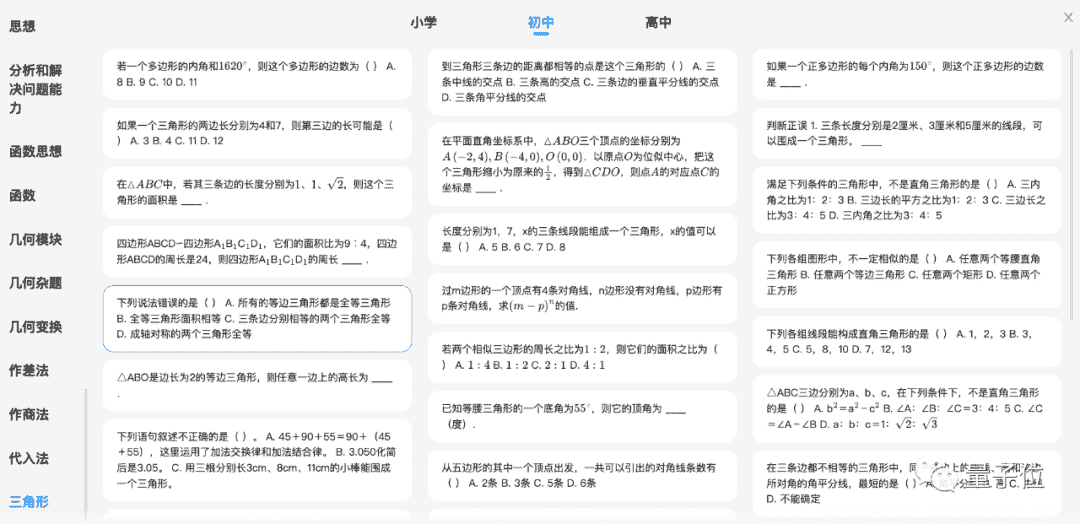 小学
初中
高中
思想
分析和解
决问题能
力
函数思想
函数
几何模块
几何杂题
几何变换
作差法
作商法
代入法
三角形
若一个多边形的内角和1620°，则这个多边形的边数为（ ） A.
8 B. 9 C. 10 D. 11
如果一个三角形的两边长分别为4和7，则第三边的长可能是（
） A. 3 B. 4 C. 11 D. 12
在△ABC中，若其三条边的长度分别为1、1、√2，则这个三
角形的面积是 ____ .
四边形ABCD∽四边形A₁B₁C₁D₁，它们的面积比为9：4，四边
形ABCD的周长是24，则四边形A₁B₁C₁D₁的周长 ____ .
下列说法错误的是（ ） A. 所有的等边三角形都是全等三角形
B. 全等三角形面积相等 C. 三条边分别相等的两个三角形全等
D. 成轴对称的两个三角形全等
△ABO是边长为2的等边三角形，则任意一边上的高长为 ____
.
下列语句叙述不正确的是（ ）。 A. 45＋90＋55＝90＋（45
＋55），这里运用了加法交换律和加法结合律。 B. 3.050化简
后是3.05。 C. 用三根分别长3cm、8cm、11cm的小棒能围成
一个三角形。
到三角形三条边的距离都相等的点是这个三角形的（ ） A. 三
条中线的交点 B. 三条高的交点 C. 三条边的垂直平分线的交点
D. 三条角平分线的交点
在平面直角坐标系中，△ABO三个顶点的坐标分别为
A(−2,4), B(−4,0), O(0,0). 以原点O为位似中心，把这
个三角形缩小为原来的1/2，得到△CDO，则点A的对应点C的
坐标是 ____ .
长度分别为1，7，x的三条线段能组成一个三角形，x的值可以
是（ ） A. 5 B. 6 C. 7 D. 8
过m边形的一个顶点有4条对角线，n边形没有对角线，p边形有
p条对角线，求(m − p)ⁿ的值.
若两个相似三边形的周长之比为1：2，则它们的面积之比为（
） A. 1：4 B. 1：2 C. 2：1 D. 4：1
已知等腰三角形的一个底角为55°，则它的顶角为 ____
（度）.
从五边形的其中一个顶点出发，一共可以引出的对角线条数有
（ ） A. 2条 B. 3条 C. 5条 D. 6条
如果一个正多边形的每个内角为150°，则这个正多边形的边数
是 ____ .
判断正误 1. 三条长度分别是2厘米、3厘米和5厘米的线段，可
以围成一个三角形。 ____
满足下列条件的三角形中，不是直角三角形的是（ ） A. 三内
角之比为1：2：3 B. 三边长的平方之比为1：2：3 C. 三边长之
比为3：4：5 D. 三内角之比为3：4：5
下列各组图形中，不一定相似的是（ ） A. 任意两个等腰直角
三角形 B. 任意两个等边三角形 C. 任意两个矩形 D. 任意两个
正方形
下列各组线段能构成直角三角形的是（ ） A. 1，2，3 B. 3，
4，5 C. 5，8，10 D. 7，12，13
△ABC三边分别为a、b、c，在下列条件下，不是直角三角形
的是（ ） A. b²＝a²－c² B. ∠A：∠B：∠C＝3：4：5 C. ∠C
＝∠A－∠B D. a：b：c＝1：√2：√3
在三条边都不相等的三角形中，同
所对角的角平分线，最短的是（ ） A.
D. 不能确定
量子位